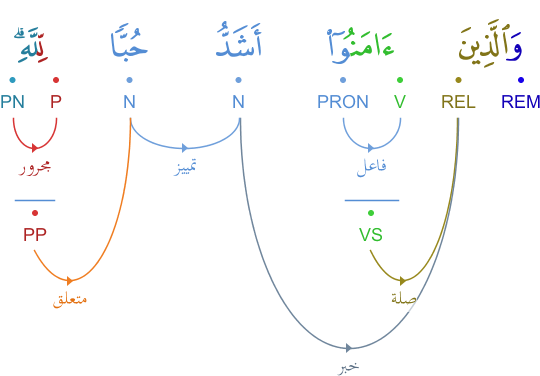 وَٱلَّذِينَ ءَامَنُوٓا۟ أَشَدُّ حُبًّا لِّلَّهِ ۗ
PN P N N PRON V REL REM
مجرور تمييز فاعل
PP VS
متعلق صلة
خبر